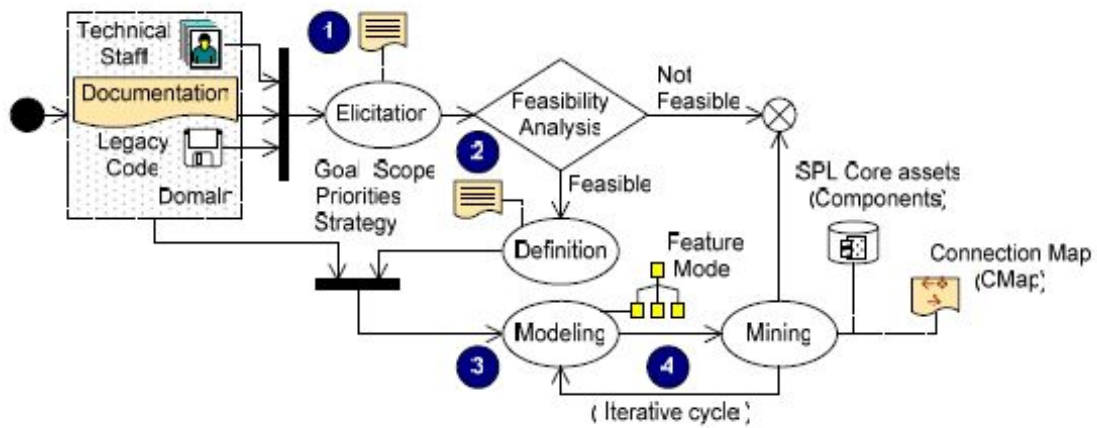 Technical
Staff
Documentation
Legacy
Code
Domain
1
Elicitation
Goal Scope
Priorities
Strategy
Feasibility
Analysis
Not
Feasible
2
Feasible
Definition
SPL Core assets
(Components)
Connection Map
(CMap)
Feature
Mode
Modeling
Mining
3
4
( Iterative cycle )